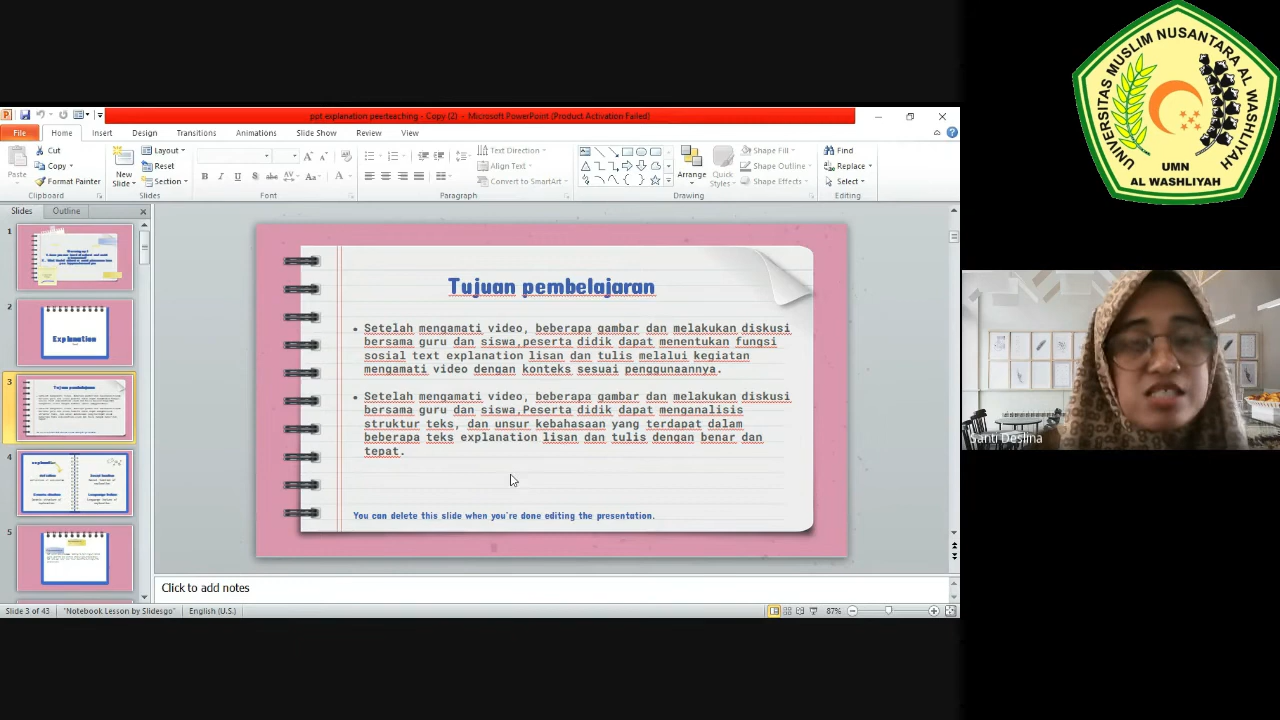 ppt explanation peerteaching - Copy (2) - Microsoft PowerPoint (Product Activation Failed)
File Home Insert Design Transitions Animations Slide Show Review View
Paste
Cut
Copy
Format Painter
Clipboard
New
Slide
Layout
Reset
Section
Slides
Font
Text Direction
Align Text
Convert to SmartArt
Paragraph
Arrange
Quick
Styles
Shape Fill
Shape Outline
Shape Effects
Drawing
Find
Replace
Select
Editing
Slides Outline
1
2
Explanation
3
Tujuan pembelajaran
4
5
Tujuan pembelajaran
Setelah mengamati video, beberapa gambar dan melakukan diskusi
bersama guru dan siswa,peserta didik dapat menentukan fungsi
sosial text explanation lisan dan tulis melalui kegiatan
mengamati video dengan konteks sesuai penggunaannya.
Setelah mengamati video, beberapa gambar dan melakukan diskusi
bersama guru dan siswa,Peserta didik dapat menganalisis
struktur teks, dan unsur kebahasaan yang terdapat dalam
beberapa teks explanation lisan dan tulis dengan benar dan
tepat.
You can delete this slide when you're done editing the presentation.
Click to add notes
Slide 3 of 43 "Notebook Lesson by Slidesgo" English (U.S.) 87%
UNIVERSITAS MUSLIM NUSANTARA AL WASHLIYAH
UMN
AL WASHLIYAH
Santi Deslina